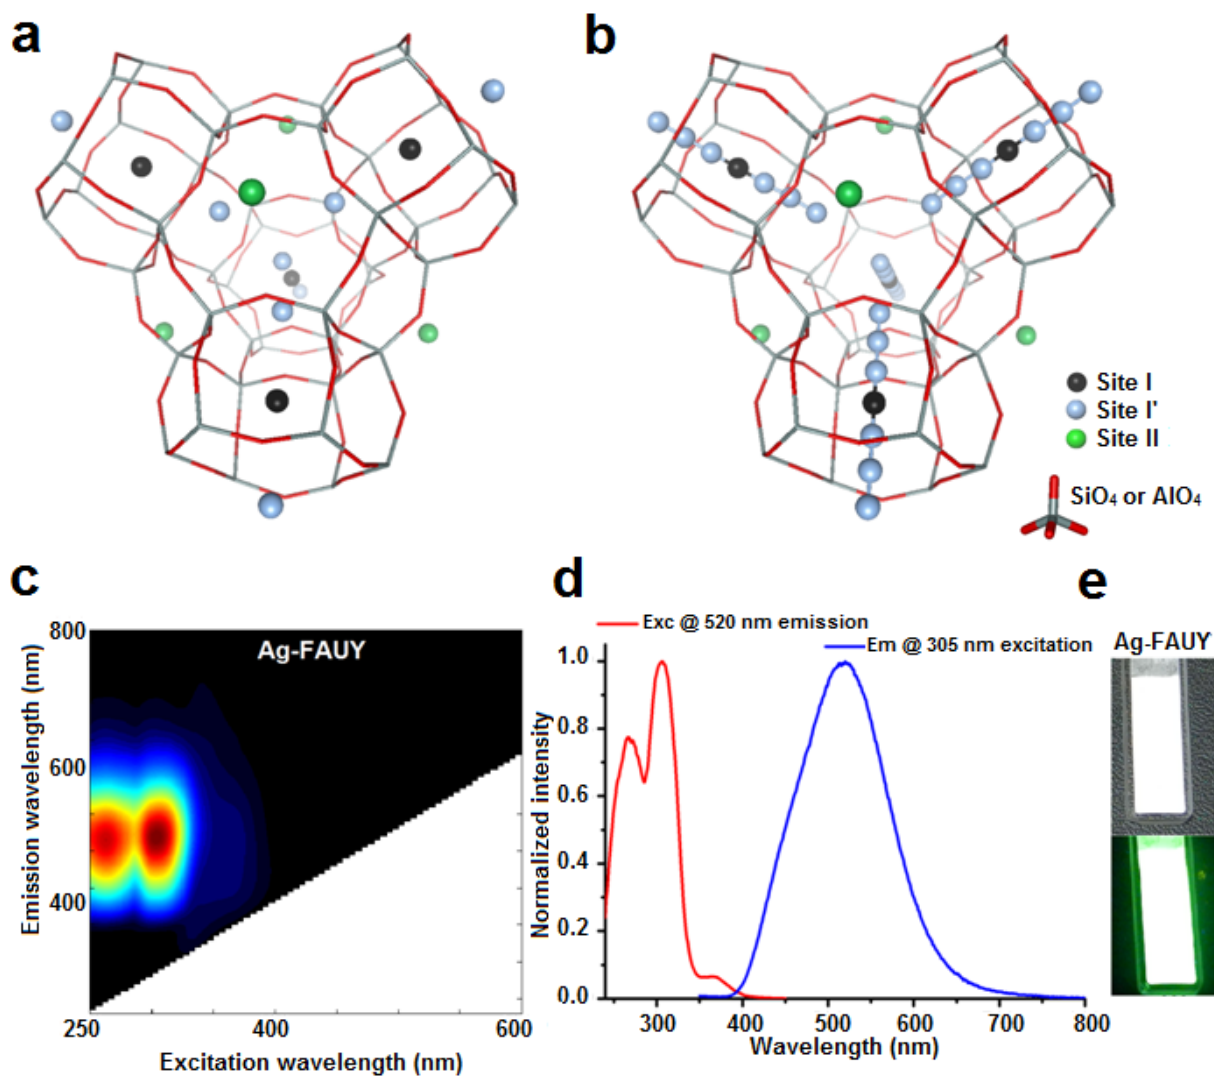 a
b
Site I
Site I'
Site II
SiO₄ or AlO₄
c
d
e
800
600
400
Emission wavelength (nm)
Ag-FAUY
250
400
600
Excitation wavelength (nm)
Exc @ 520 nm emission
Em @ 305 nm excitation
1.0
0.8
0.6
0.4
0.2
0.0
Normalized intensity
300
400
500
600
700
800
Wavelength (nm)
Ag-FAUY